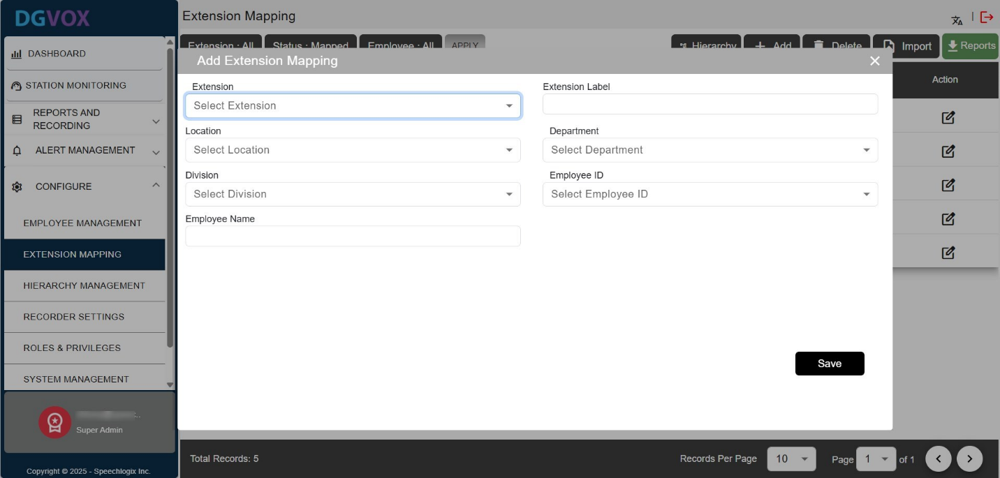 DGVOX
Extension Mapping
Extension : All
Status : Mapped
Employee : All
APPLY
Hierarchy
Add
Delete
Import
Reports
DASHBOARD
STATION MONITORING
REPORTS AND
RECORDING
ALERT MANAGEMENT
CONFIGURE
EMPLOYEE MANAGEMENT
EXTENSION MAPPING
HIERARCHY MANAGEMENT
RECORDER SETTINGS
ROLES & PRIVILEGES
SYSTEM MANAGEMENT
Super Admin
Copyright © 2025 - Speechlogix Inc.
Add Extension Mapping
Extension
Select Extension
Extension Label
Location
Select Location
Department
Select Department
Division
Select Division
Employee ID
Select Employee ID
Employee Name
Save
Action
Total Records: 5
Records Per Page
10
Page
1
of 1